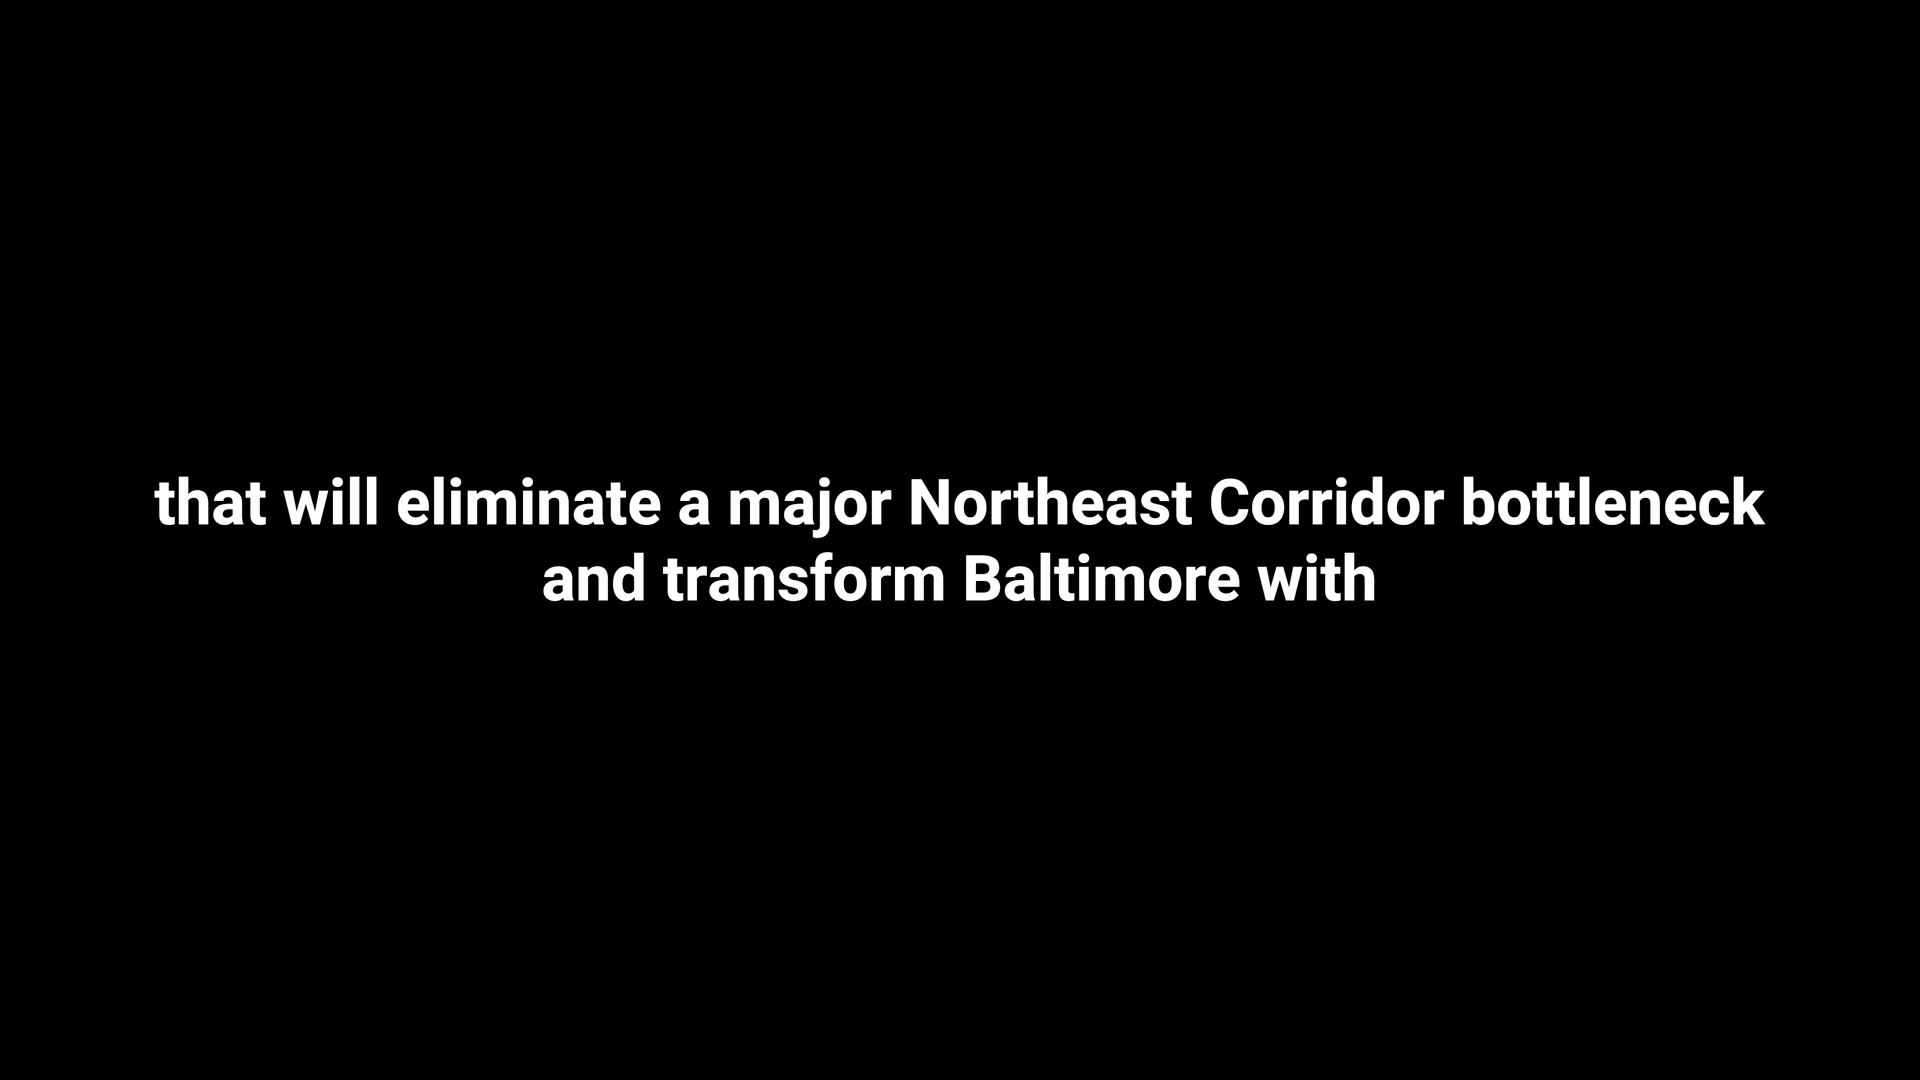 that will eliminate a major Northeast Corridor bottleneck
and transform Baltimore with